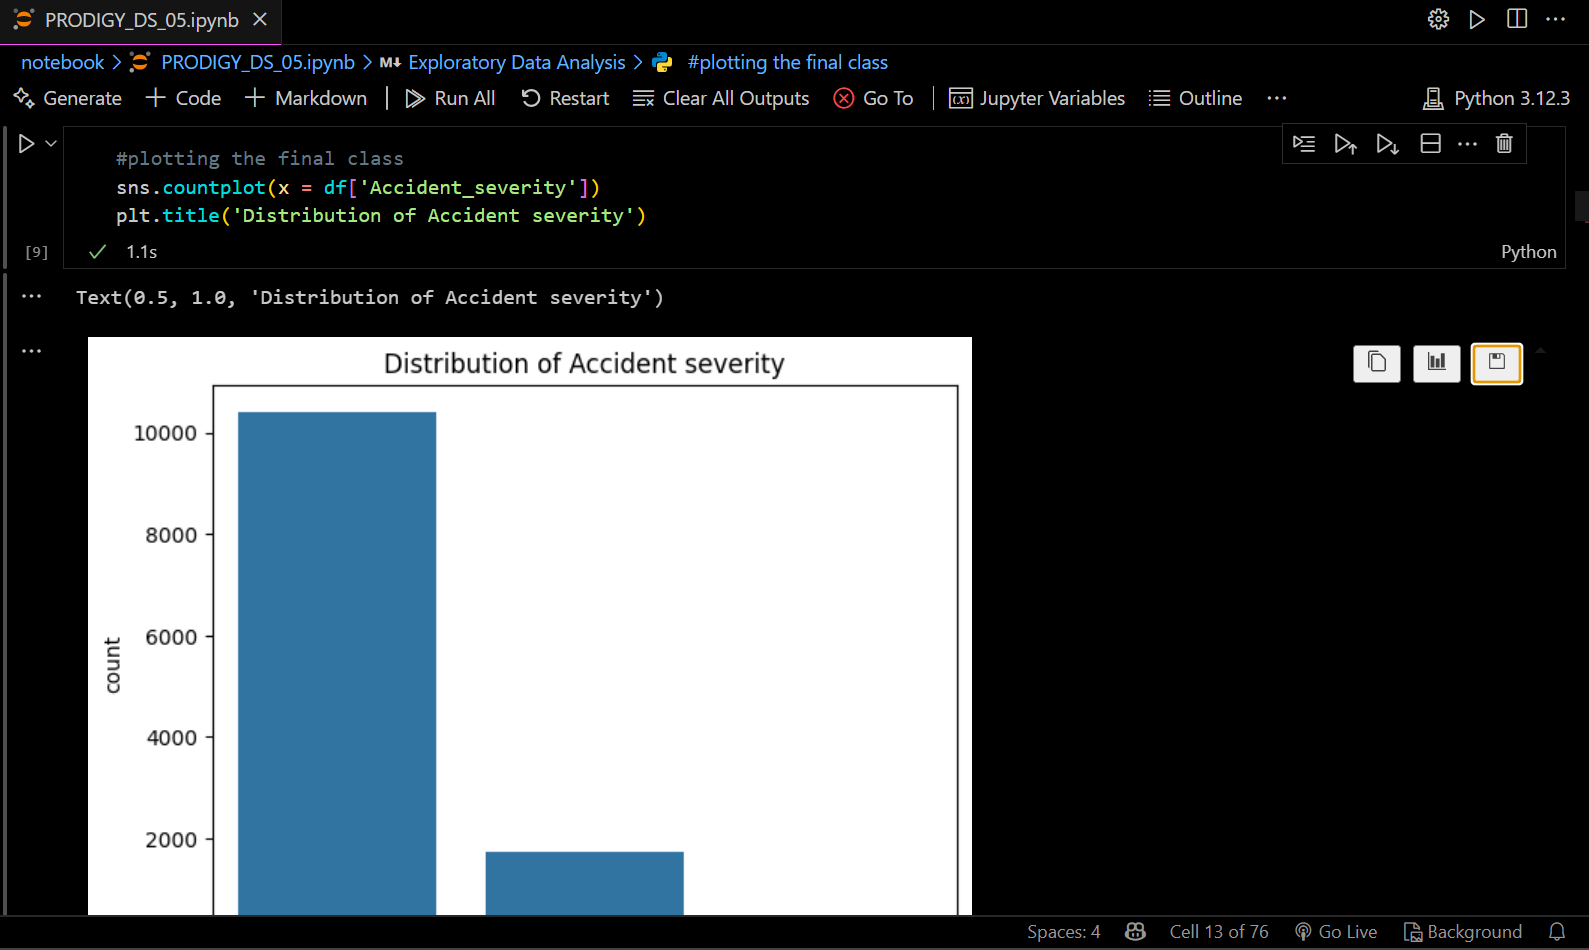 PRODIGY_DS_05.ipynb
notebook > PRODIGY_DS_05.ipynb > M↓ Exploratory Data Analysis > #plotting the final class
Generate + Code + Markdown | Run All Restart Clear All Outputs Go To | Jupyter Variables Outline ... Python 3.12.3
#plotting the final class
sns.countplot(x = df['Accident_severity'])
plt.title('Distribution of Accident severity')
[9] 1.1s Python
Text(0.5, 1.0, 'Distribution of Accident severity')
Distribution of Accident severity
10000
8000
6000
count
4000
2000
Spaces: 4 Cell 13 of 76 Go Live Background